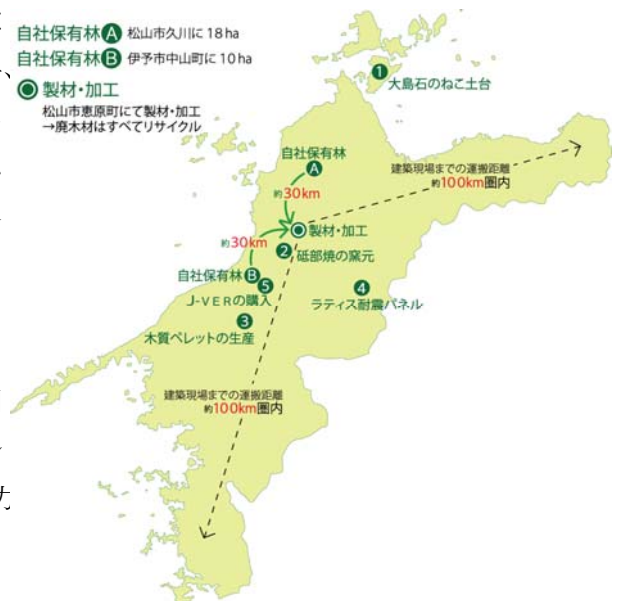 自社保有林A 松山市久川に18ha
自社保有林B 伊予市中山町に10ha
製材・加工
松山市恵原町にて製材・加工
→廃木材はすべてリサイクル
1
大島石のねこ土台
自社保有林
A
建築現場までの運搬距離
約100km圏内
約30km
製材・加工
約30km
2 砥部焼の窯元
自社保有林B
5
J-VERの購入
4
ラティス耐震パネル
3
木質ペレットの生産
建築現場までの運搬距離
約100km圏内